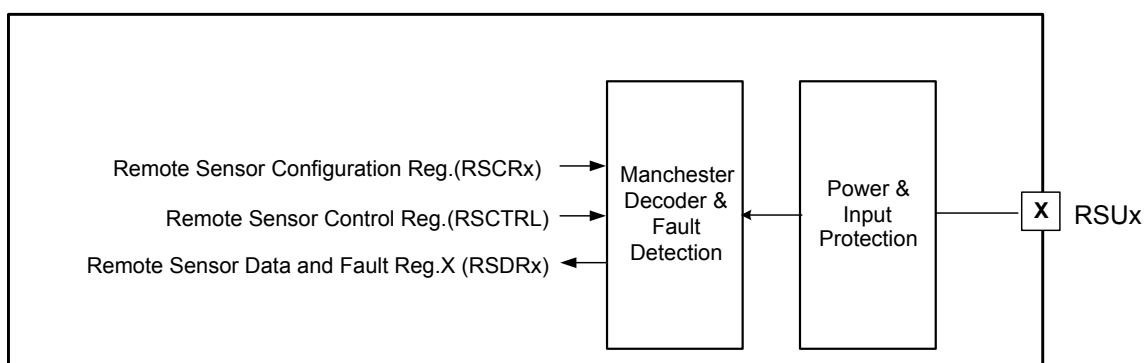 Remote Sensor Configuration Reg.(RSCRx)
Remote Sensor Control Reg.(RSCTRL)
Remote Sensor Data and Fault Reg.X (RSDRx)
Manchester
Decoder &
Fault
Detection
Power &
Input
Protection
X
RSUx